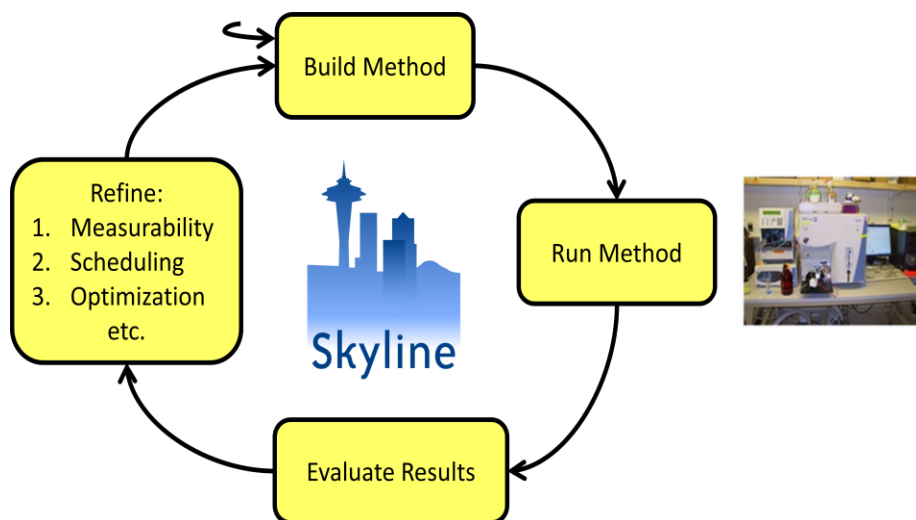 Build Method
Refine:
1. Measurability
2. Scheduling
3. Optimization
etc.
Run Method
Skyline
Evaluate Results